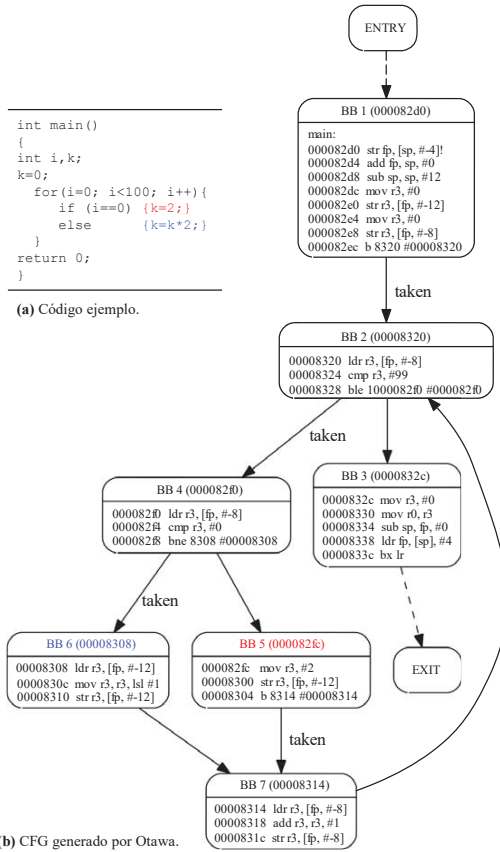 ENTRY
BB 1 (000082d0)
main:
000082d0 str fp, [sp, #-4]!
000082d4 add fp, sp, #0
000082d8 sub sp, sp, #12
000082dc mov r3, #0
000082e0 str r3, [fp, #-12]
000082e4 mov r3, #0
000082e8 str r3, [fp, #-8]
000082ec b 8320 #00008320
int main()
{
int i,k;
k=0;
for(i=0; i<100; i++){
if (i==0) {k=2;}
else {k=k*2;}
}
return 0;
}
(a) Código ejemplo.
taken
BB 2 (00008320)
00008320 ldr r3, [fp, #-8]
00008324 cmp r3, #99
00008328 ble 1000082f0 #000082f0
taken
BB 4 (000082f0)
000082f0 ldr r3, [fp, #-8]
000082f4 cmp r3, #0
000082f8 bne 8308 #00008308
BB 3 (0000832c)
0000832c mov r3, #0
00008330 mov r0, r3
00008334 sub sp, fp, #0
00008338 ldr fp, [sp], #4
0000833c bx lr
taken
BB 6 (00008308)
00008308 ldr r3, [fp, #-12]
0000830c mov r3, r3, lsl #1
00008310 str r3, [fp, #-12]
BB 5 (000082fc)
000082fc mov r3, #2
00008300 str r3, [fp, #-12]
00008304 b 8314 #00008314
EXIT
taken
BB 7 (00008314)
00008314 ldr r3, [fp, #-8]
00008318 add r3, r3, #1
0000831c str r3, [fp, #-8]
(b) CFG generado por Otawa.